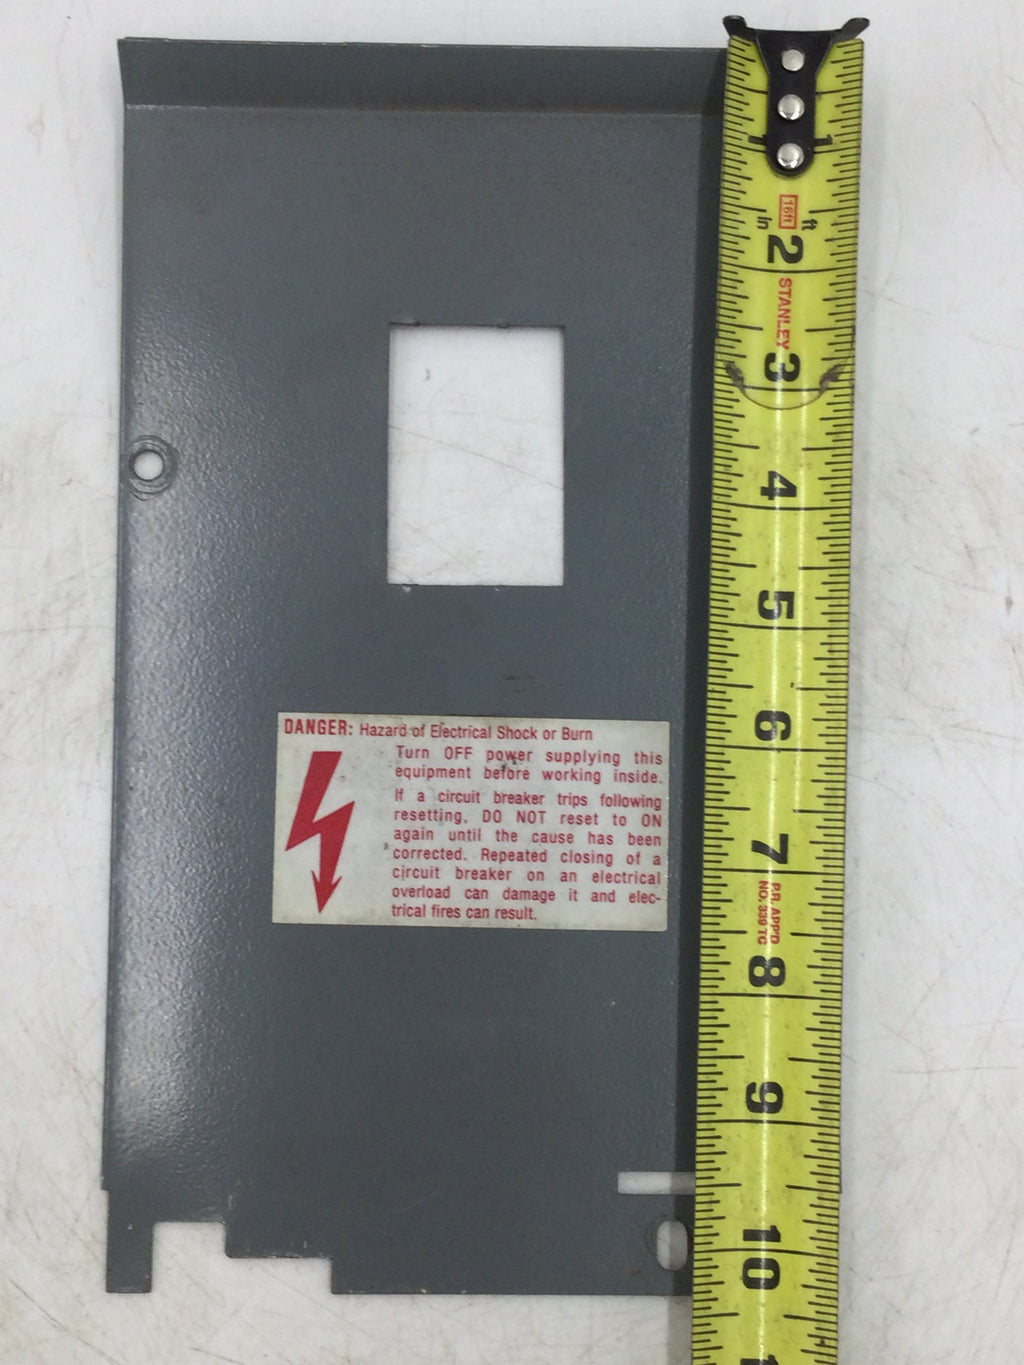 DANGER: Hazard of Electrical Shock or Burn
Turn OFF power supplying this
equipment before working inside.
If a circuit breaker trips following
resetting, DO NOT reset to ON
again until the cause has been
corrected. Repeated closing of a
circuit breaker on an electrical
overload can damage it and elec-
trical fires can result.
1 1
16ft
in ft
2
STANLEY
3
4
5
6
7
P.R. APP'D
NO. 339 TC
8
9
10